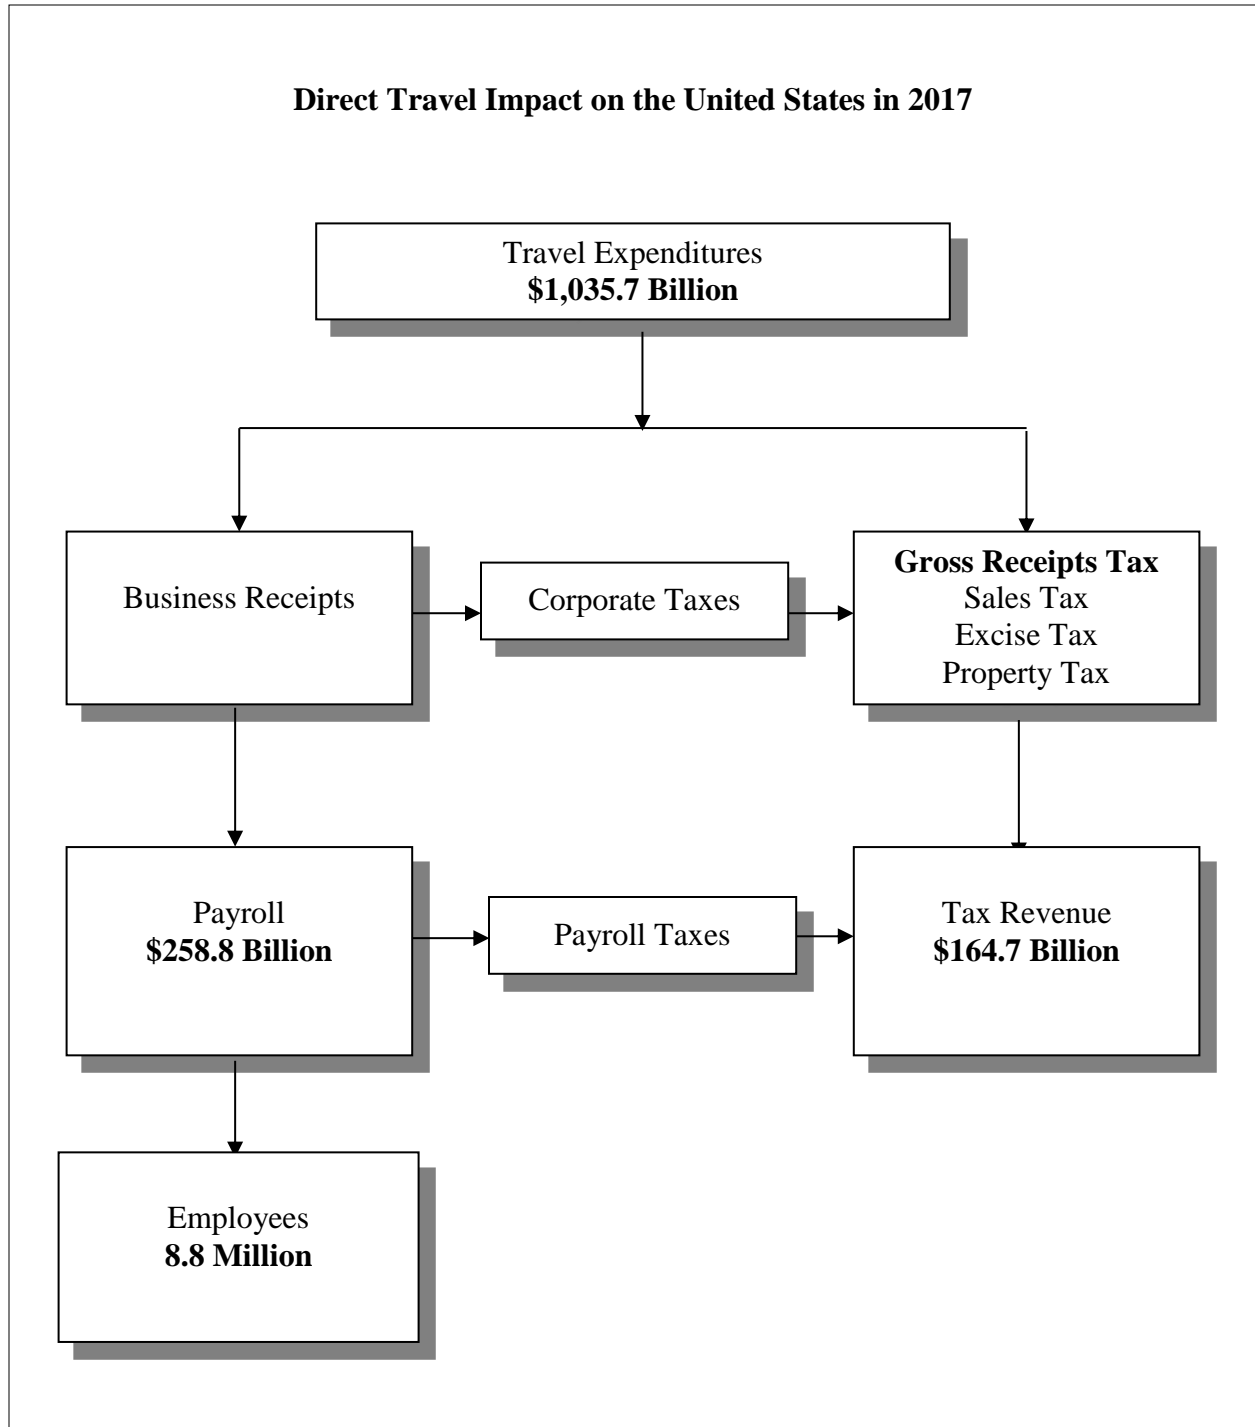 Direct Travel Impact on the United States in 2017
Travel Expenditures
$1,035.7 Billion
Business Receipts
Corporate Taxes
Gross Receipts Tax
Sales Tax
Excise Tax
Property Tax
Payroll
$258.8 Billion
Payroll Taxes
Tax Revenue
$164.7 Billion
Employees
8.8 Million